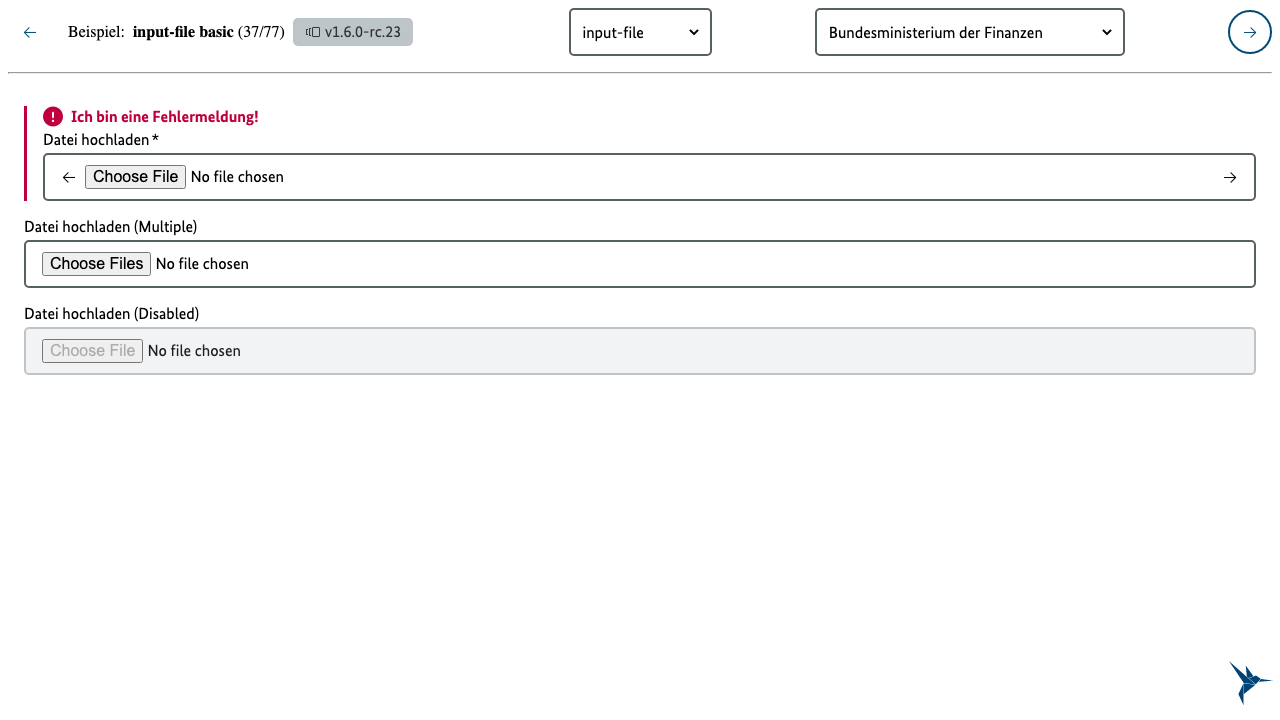 Beispiel: input-file basic (37/77) v1.6.0-rc.23 input-file Bundesministerium der Finanzen
Ich bin eine Fehlermeldung!
Datei hochladen*
Choose File No file chosen
Datei hochladen (Multiple)
Choose Files No file chosen
Datei hochladen (Disabled)
Choose File No file chosen